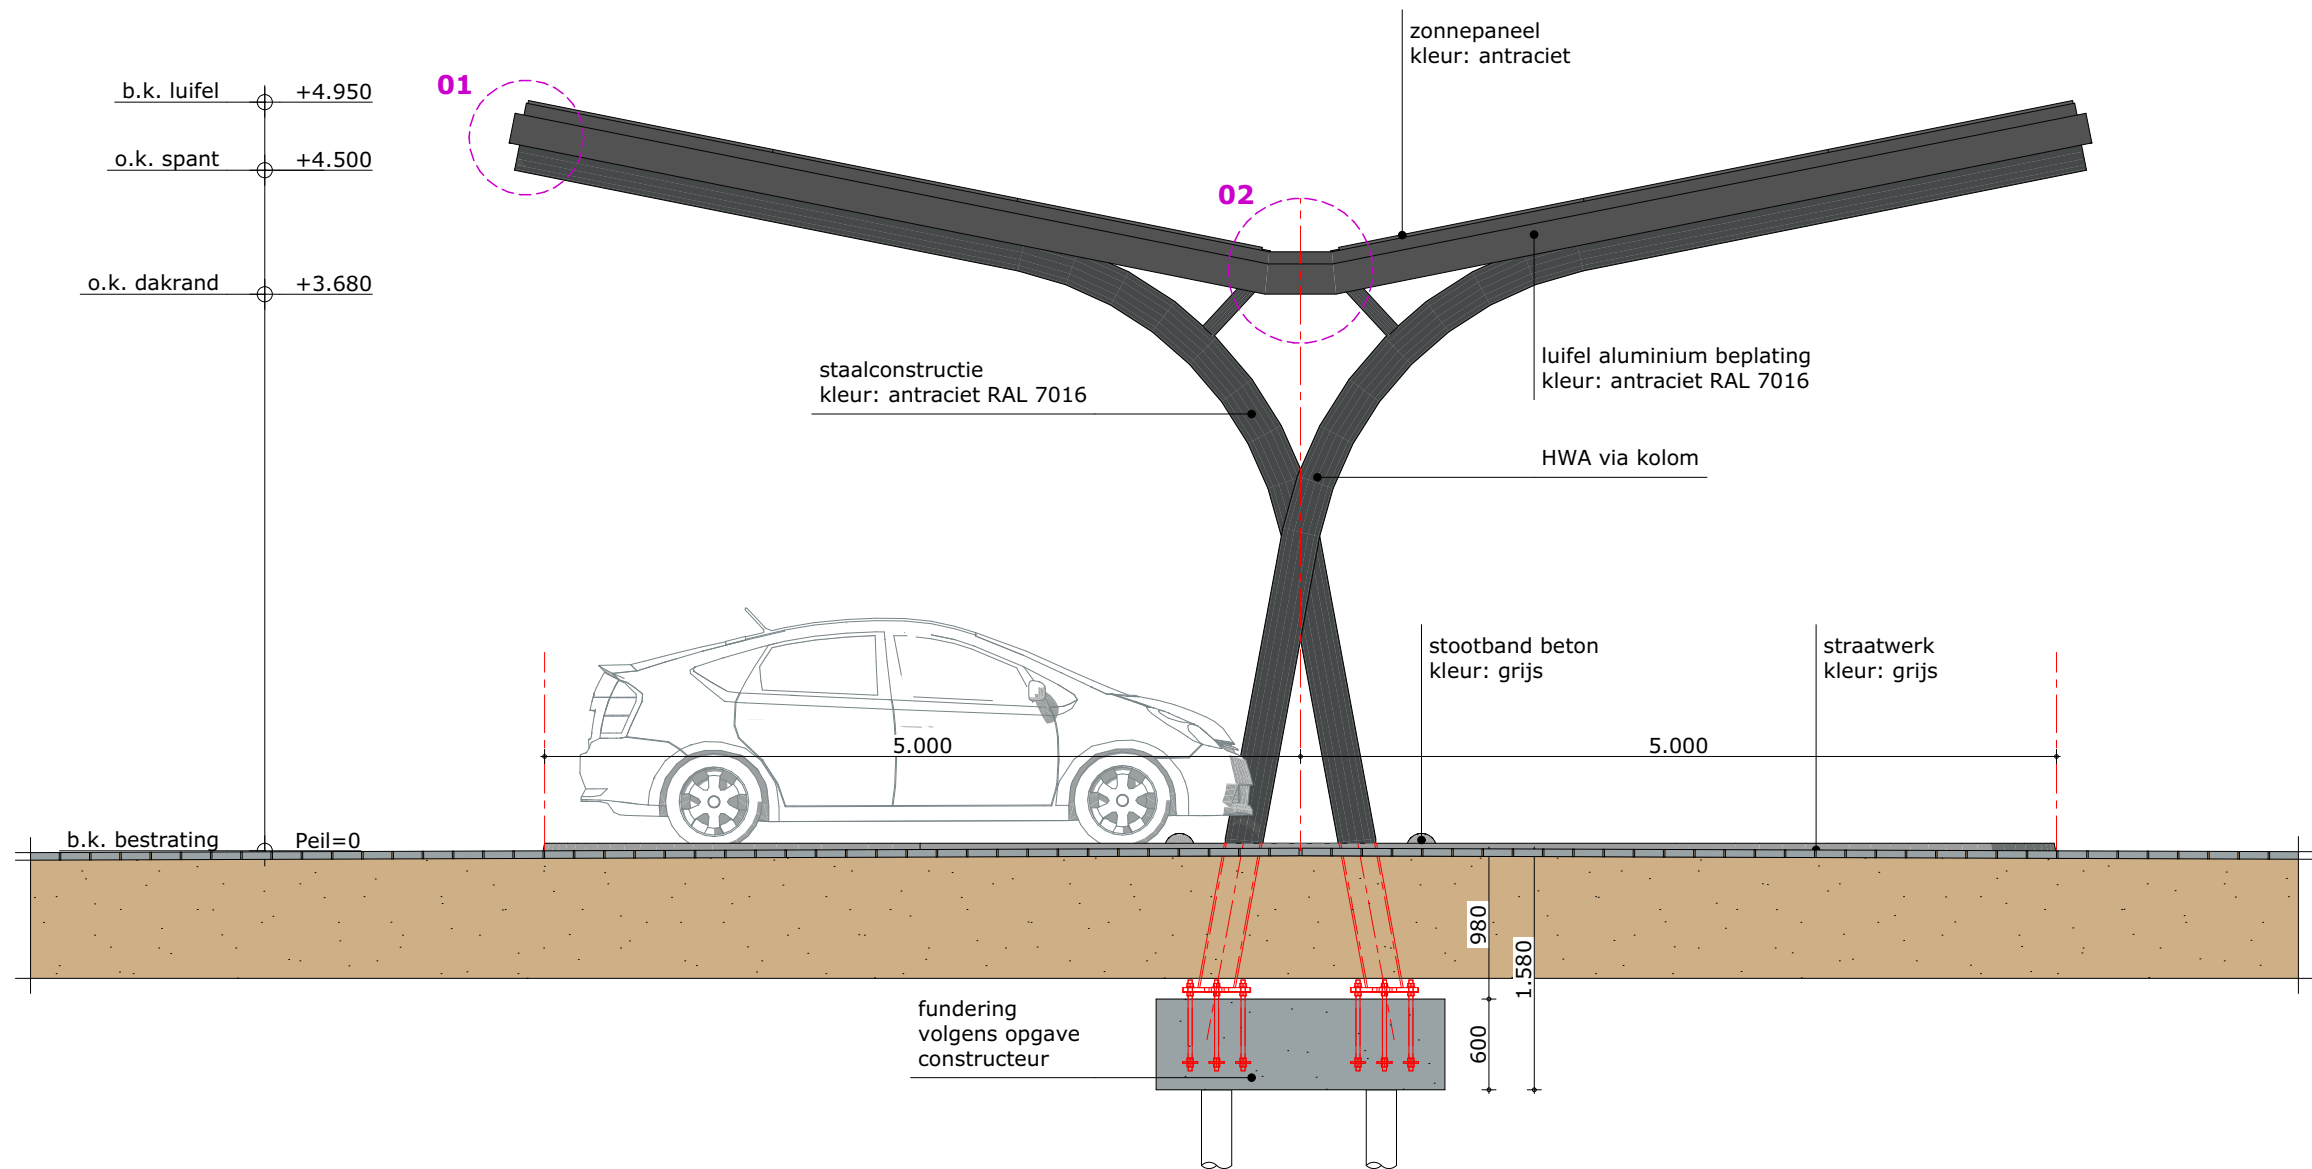 zonnepaneel
kleur: antraciet
01
b.k. luifel +4.950
o.k. spant +4.500
02
o.k. dakrand +3.680
staalconstructie
kleur: antraciet RAL 7016
luifel aluminium beplating
kleur: antraciet RAL 7016
HWA via kolom
stootband beton
kleur: grijs
straatwerk
kleur: grijs
5.000
5.000
b.k. bestrating Peil=0
980
1.580
600
fundering
volgens opgave
constructeur